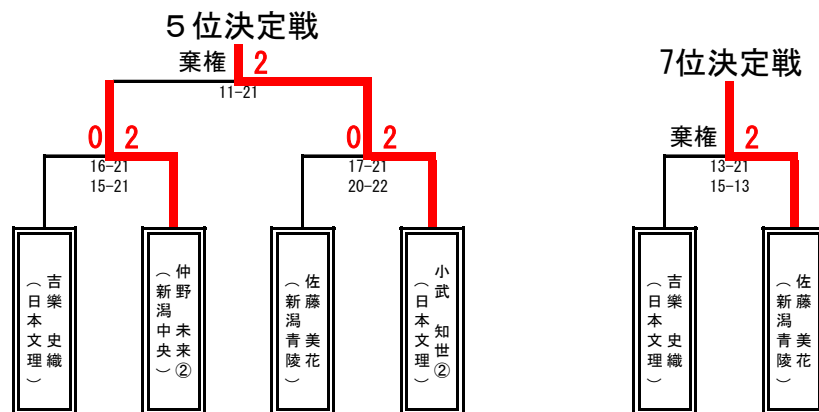 ５位決定戦
棄権 2
11-21
0 2
16-21
15-21
0 2
17-21
20-22
吉樂 史織
（日本文理）
仲野 未来②
（新潟中央）
佐藤 美花
（新潟青陵）
小武 知世②
（日本文理）
7位決定戦
棄権 2
13-21
15-13
吉樂 史織
（日本文理）
佐藤 美花
（新潟青陵）